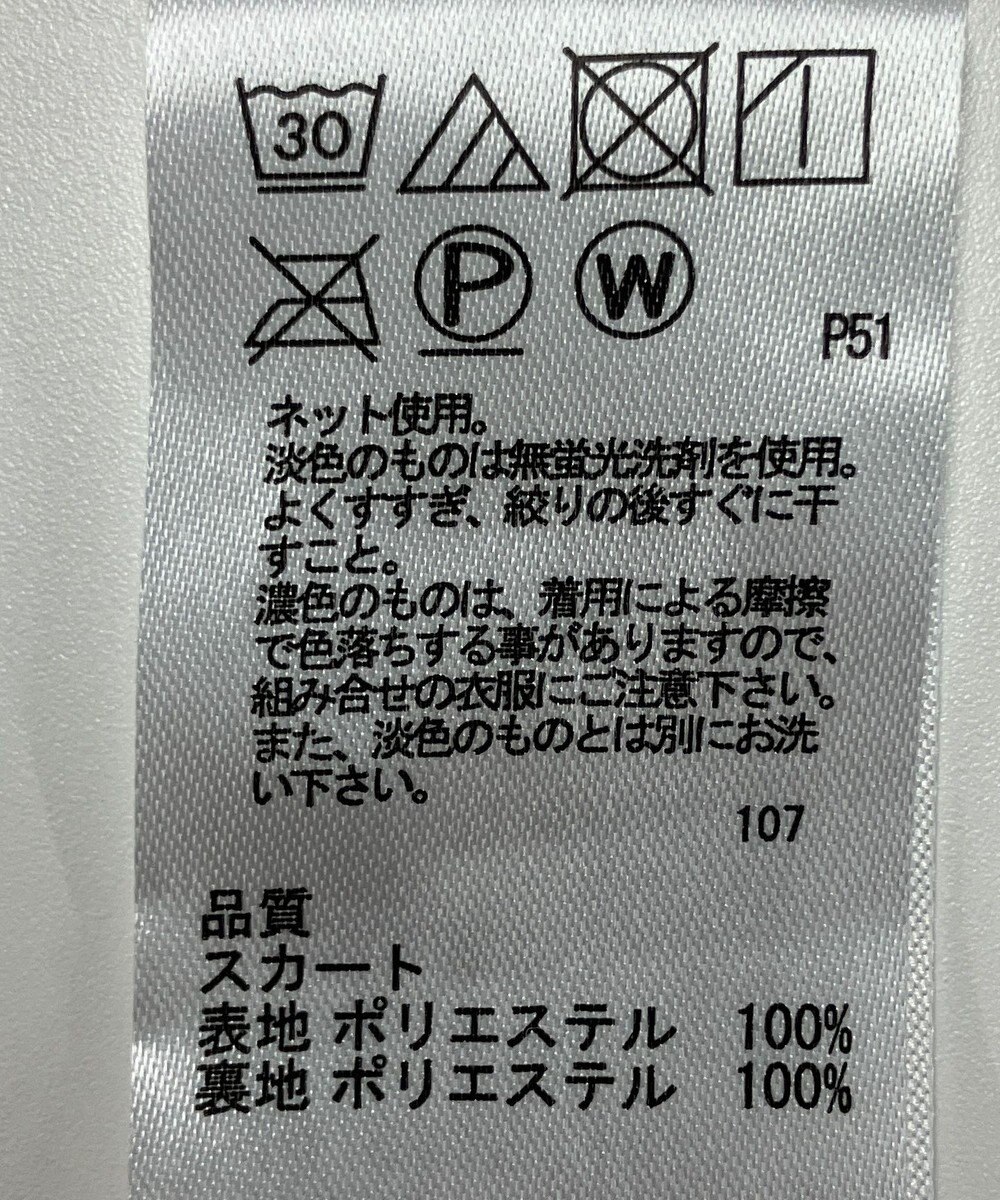 30
P W
P51
ネット使用。
淡色のものは無蛍光洗剤を使用。
よくすすぎ、絞りの後すぐに干
すこと。
濃色のものは、着用による摩擦
で色落ちする事がありますので、
組み合せの衣服にご注意下さい。
また、淡色のものとは別にお洗
い下さい。
107
品質
スカート
表地 ポリエステル 100%
裏地 ポリエステル 100%